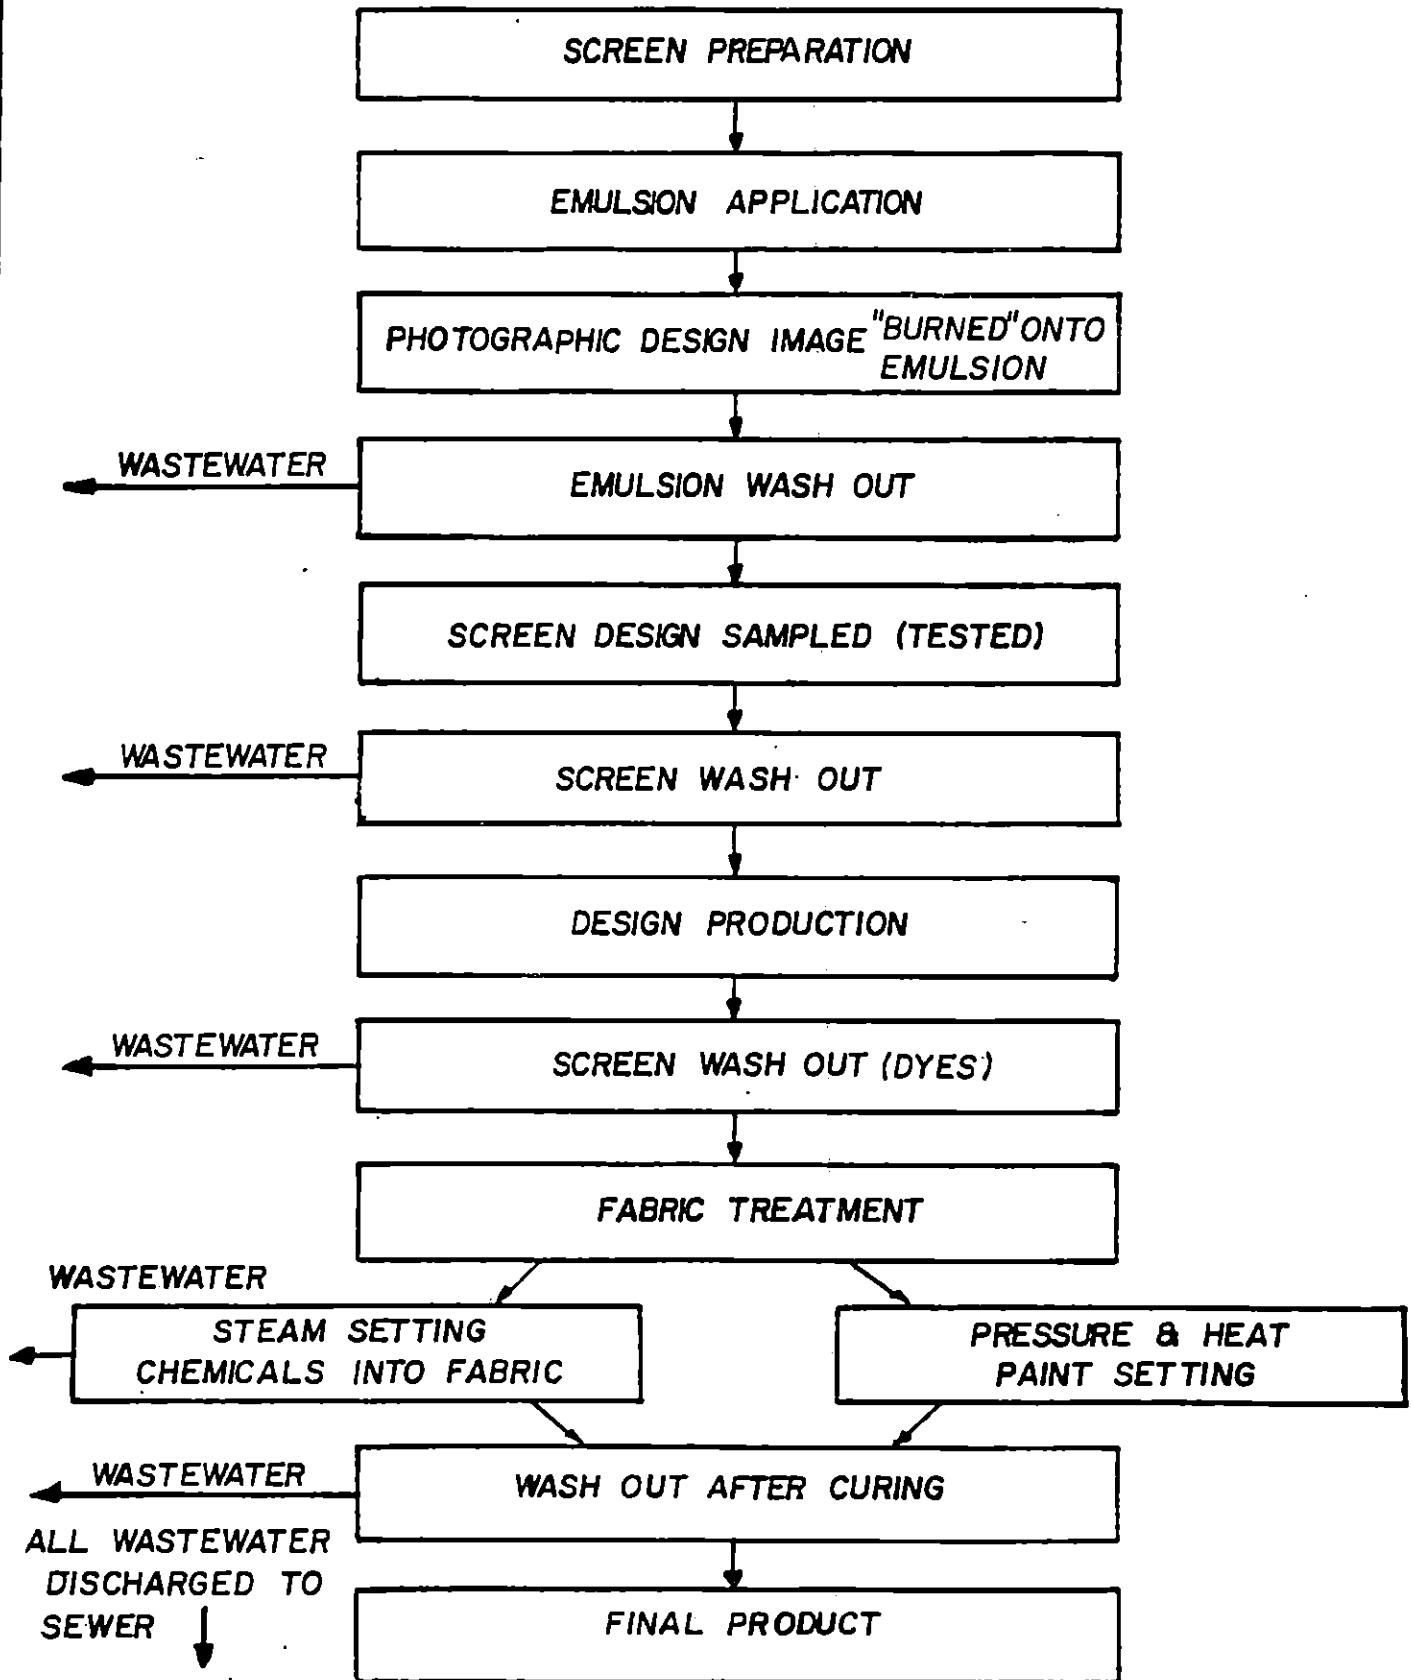 SCREEN PREPARATION
EMULSION APPLICATION
PHOTOGRAPHIC DESIGN IMAGE "BURNED" ONTO
EMULSION
WASTEWATER
EMULSION WASH OUT
SCREEN DESIGN SAMPLED (TESTED)
WASTEWATER
SCREEN WASH OUT
DESIGN PRODUCTION
WASTEWATER
SCREEN WASH OUT (DYES)
FABRIC TREATMENT
WASTEWATER
STEAM SETTING
CHEMICALS INTO FABRIC
PRESSURE & HEAT
PAINT SETTING
WASTEWATER
WASH OUT AFTER CURING
ALL WASTEWATER
DISCHARGED TO
SEWER
FINAL PRODUCT